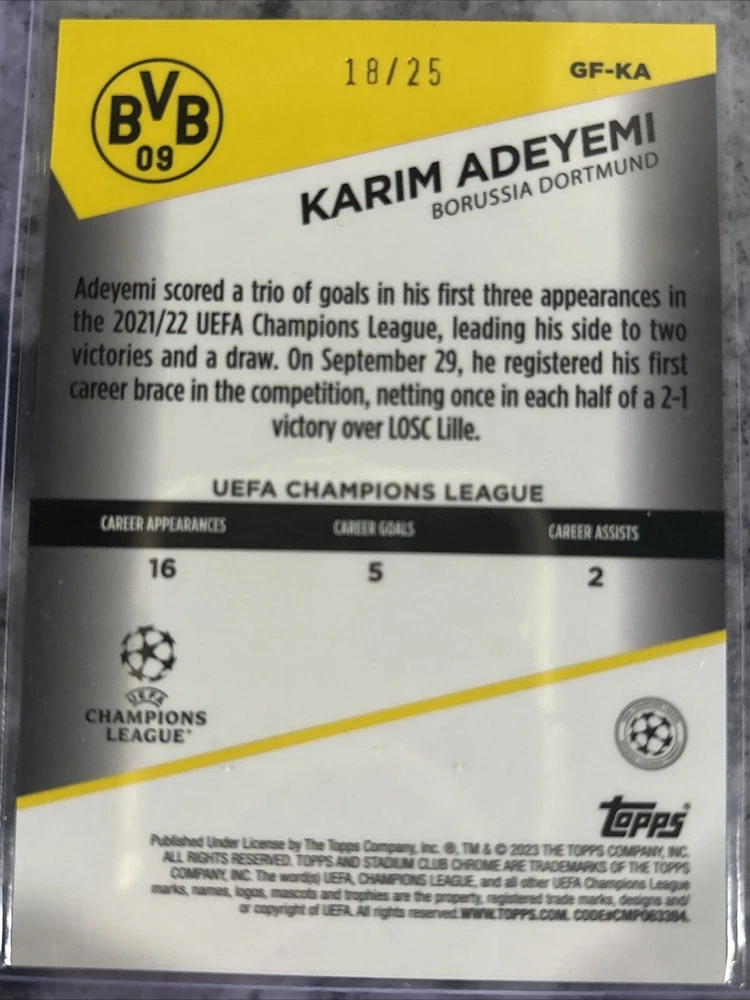 18/25
GF-KA
BVB
09
KARIM ADEYEMI
BORUSSIA DORTMUND
Adeyemi scored a trio of goals in his first three appearances in
the 2021/22 UEFA Champions League, leading his side to two
victories and a draw. On September 29, he registered his first
career brace in the competition, netting once in each half of a 2-1
victory over LOSC Lille.
UEFA CHAMPIONS LEAGUE
CAREER APPEARANCES CAREER GOALS CAREER ASSISTS
16 5 2
UEFA
CHAMPIONS
LEAGUE
topps
Published Under License by The Topps Company, Inc. ®, TM & © 2023 THE TOPPS COMPANY, INC.
ALL RIGHTS RESERVED. TOPPS AND STADIUM CLUB CHROME ARE TRADEMARKS OF THE TOPPS
COMPANY, INC. The word(s) UEFA, CHAMPIONS LEAGUE, and all other UEFA Champions League
marks, names, logos, mascots and trophies are the property, registered trade marks, designs and/
or copyright of UEFA. All rights reserved.WWW.TOPPS.COM. CODE#CMP063394.